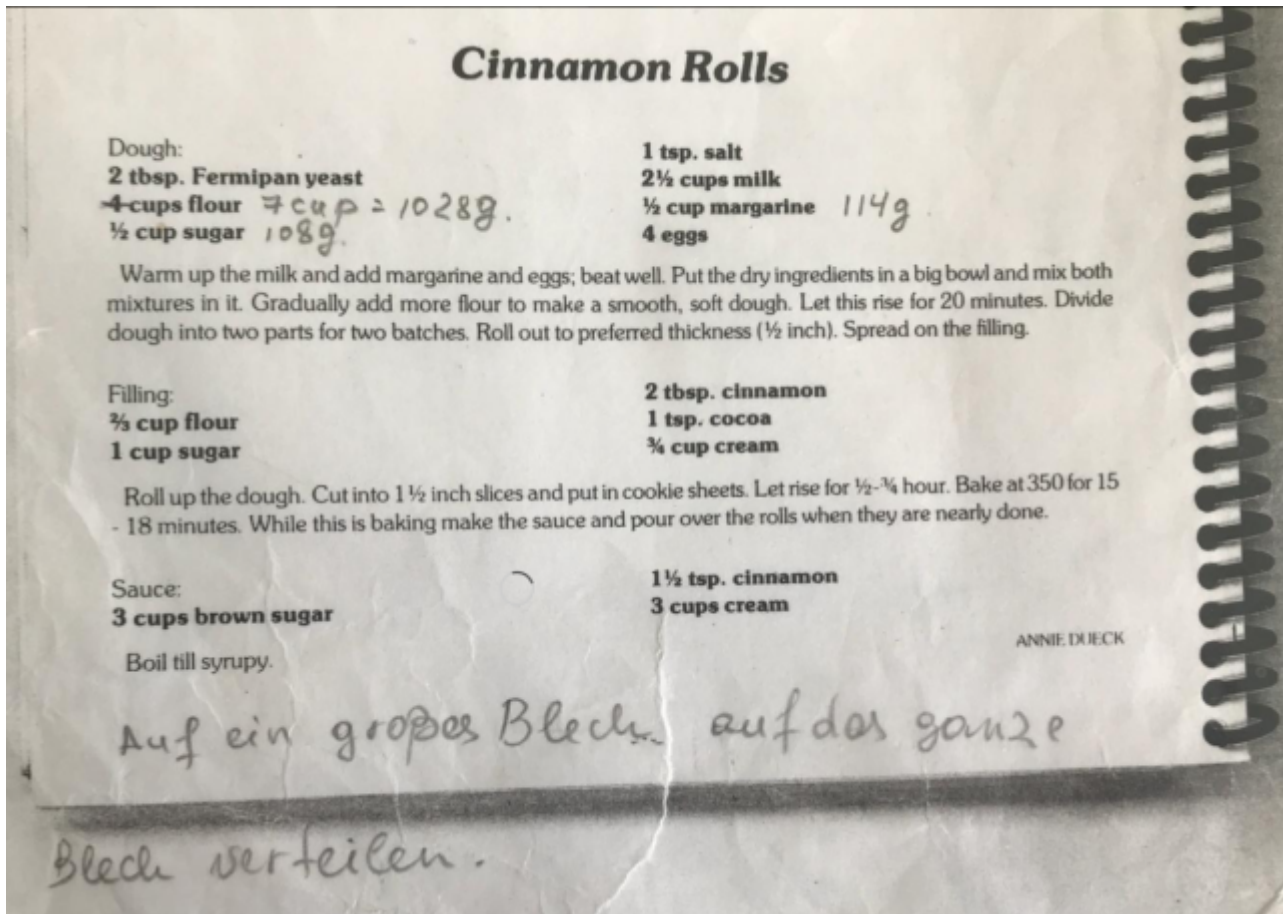 Cinnamon Rolls
Dough:
2 tbsp. Fermipan yeast
4 cups flour 7 cup = 1028g.
½ cup sugar 108g.
1 tsp. salt
2½ cups milk
½ cup margarine 114g
4 eggs
Warm up the milk and add margarine and eggs; beat well. Put the dry ingredients in a big bowl and mix both
mixtures in it. Gradually add more flour to make a smooth, soft dough. Let this rise for 20 minutes. Divide
dough into two parts for two batches. Roll out to preferred thickness (½ inch). Spread on the filling.
Filling:
⅔ cup flour
1 cup sugar
2 tbsp. cinnamon
1 tsp. cocoa
¾ cup cream
Roll up the dough. Cut into 1½ inch slices and put in cookie sheets. Let rise for ½-¾ hour. Bake at 350 for 15
- 18 minutes. While this is baking make the sauce and pour over the rolls when they are nearly done.
Sauce:
3 cups brown sugar
1½ tsp. cinnamon
3 cups cream
ANNIE DUECK
Boil till syrupy.
Auf ein großes Blech auf das ganze
Blech verteilen.